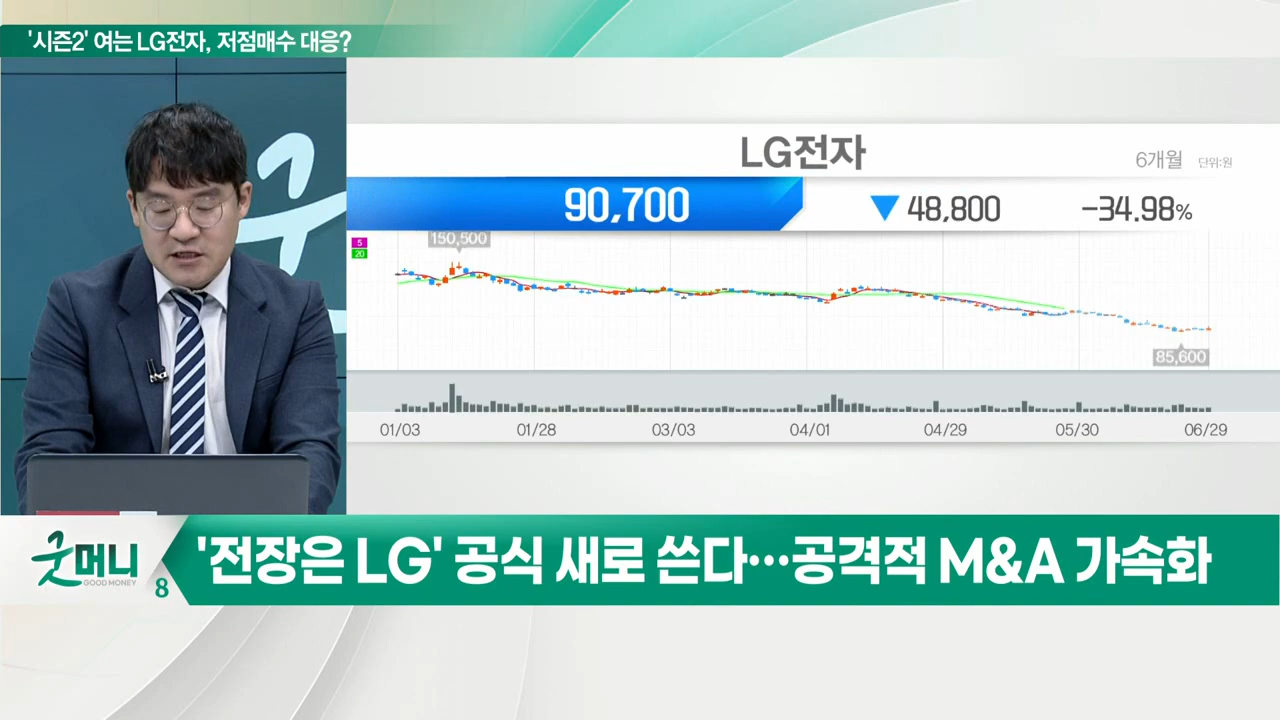 '시즌2' 여는 LG전자, 저점매수 대응?
LG전자
6개월 단위:원
90,700 ▼ 48,800 -34.98%
5
20
150,500
85,600
01/03 01/28 03/03 04/01 04/29 05/30 06/29
굿머니
GOOD MONEY
8
'전장은 LG' 공식 새로 쓴다…공격적 M&A 가속화